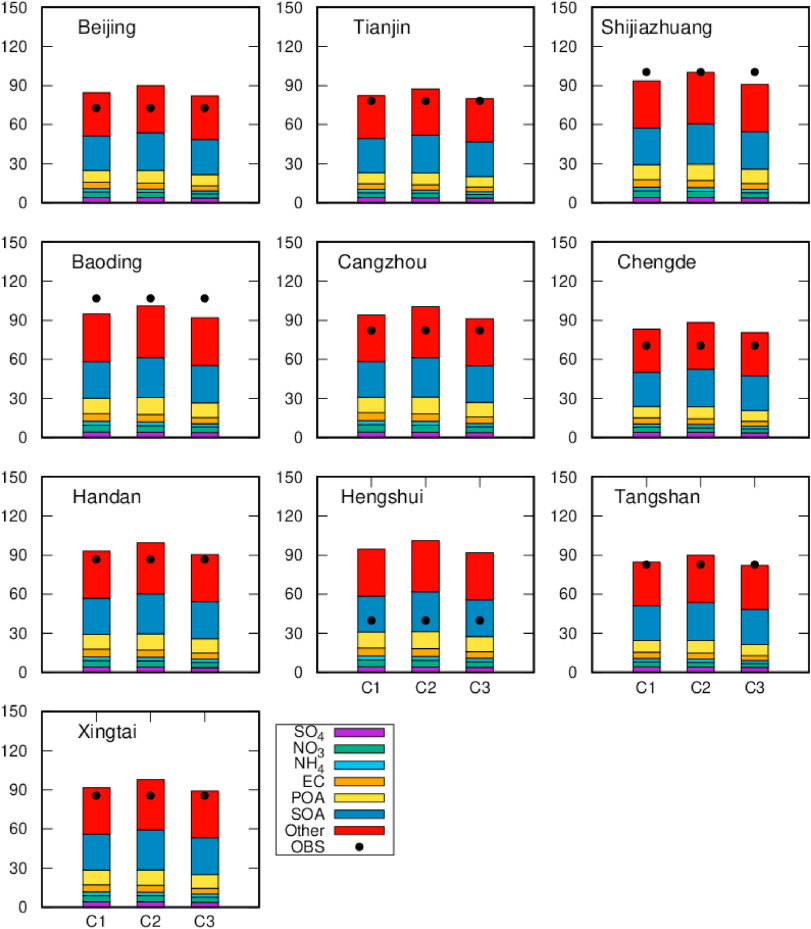 Beijing
150
120
90
60
30
0
Tianjin
150
120
90
60
30
0
Shijiazhuang
150
120
90
60
30
0
Baoding
150
120
90
60
30
0
Cangzhou
150
120
90
60
30
0
Chengde
150
120
90
60
30
0
Handan
150
120
90
60
30
0
Hengshui
150
120
90
60
30
0
C1 C2 C3
Tangshan
150
120
90
60
30
0
C1 C2 C3
Xingtai
150
120
90
60
30
0
C1 C2 C3
SO₄
NO₃
NH₄
EC
POA
SOA
Other
OBS